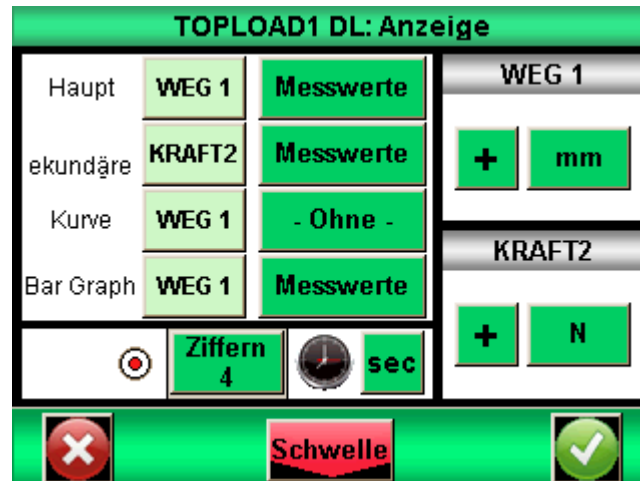 TOPLOAD1 DL: Anzeige
Haupt WEG 1 Messwerte
ekundäre KRAFT2 Messwerte
Kurve WEG 1 - Ohne -
Bar Graph WEG 1 Messwerte
Ziffern
4
sec
WEG 1
+ mm
KRAFT2
+ N
Schwelle